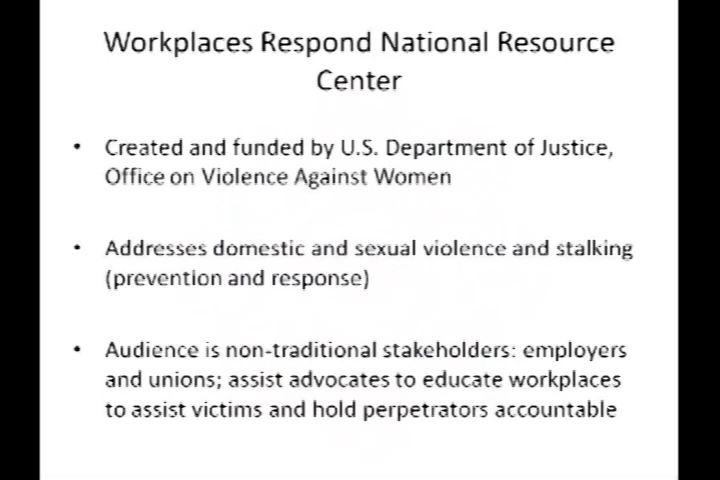 Workplaces Respond National Resource
Center
• Created and funded by U.S. Department of Justice,
Office on Violence Against Women
• Addresses domestic and sexual violence and stalking
(prevention and response)
• Audience is non-traditional stakeholders: employers
and unions; assist advocates to educate workplaces
to assist victims and hold perpetrators accountable